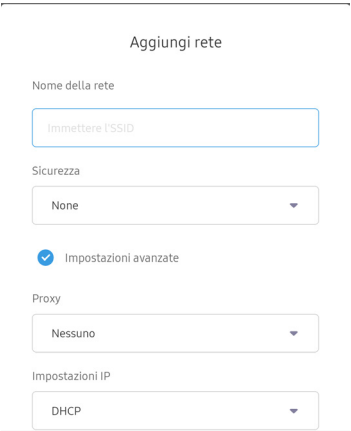 Aggiungi rete
Nome della rete
Immettere l'SSID
Sicurezza
None
Impostazioni avanzate
Proxy
Nessuno
Impostazioni IP
DHCP